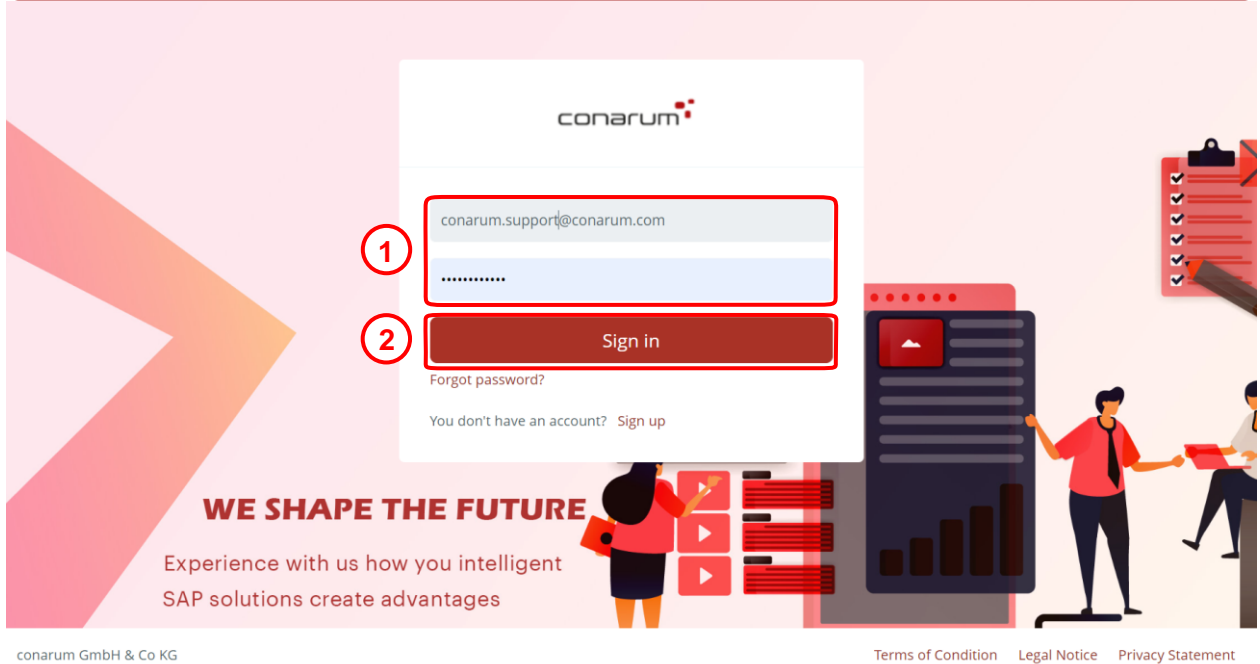 conarum
conarum.support@conarum.com
1
••••••••••••
2
Sign in
Forgot password?
You don't have an account? Sign up
WE SHAPE THE FUTURE
Experience with us how you intelligent
SAP solutions create advantages
conarum GmbH & Co KG
Terms of Condition Legal Notice Privacy Statement